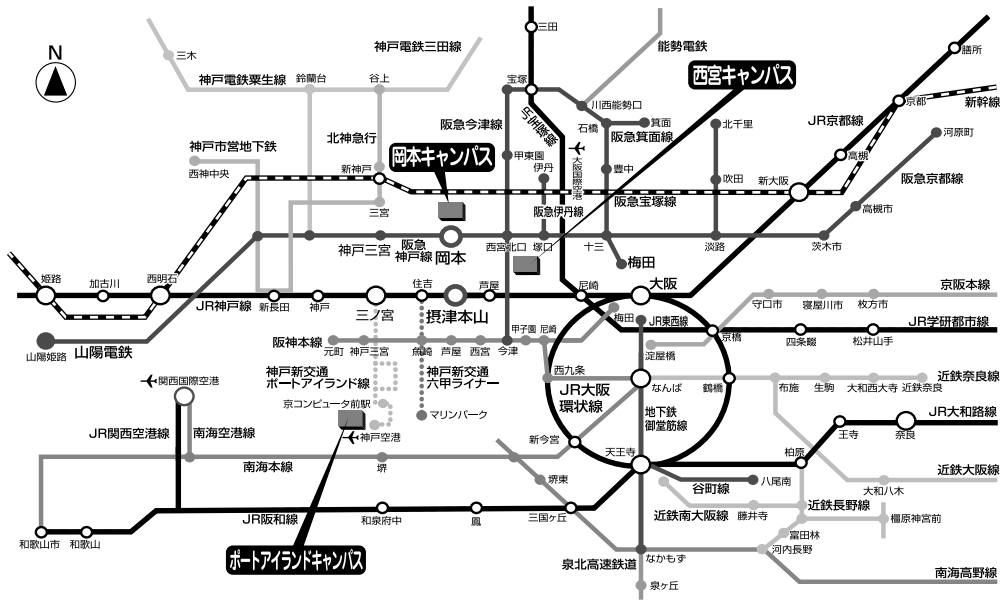 N
三木
神戸電鉄三田線
三田
能勢電鉄
膳所
神戸電鉄粟生線
鈴蘭台
谷上
宝塚
西宮キャンパス
京都
新幹線
川西能勢口
JR宝塚線
箕面
石橋
阪急箕面線
北千里
JR京都線
河原町
北神急行
阪急今津線
神戸市営地下鉄
西神中央
岡本キャンパス
甲東園
伊丹
大阪国際空港
豊中
吹田
高槻
新神戸
新大阪
阪急京都線
三宮
阪急伊丹線
阪急宝塚線
高槻市
神戸三宮
阪急
神戸線
岡本
西宮北口
塚口
十三
淡路
茨木市
梅田
姫路
加古川
西明石
住吉
芦屋
尼崎
大阪
京阪本線
JR神戸線
新長田
神戸
三ノ宮
摂津本山
守口市
寝屋川市
枚方市
梅田
JR東西線
JR学研都市線
山陽姫路
山陽電鉄
阪神本線
元町
神戸三宮
魚崎
芦屋
西宮
今津
甲子園
尼崎
淀屋橋
京橋
四条畷
松井山手
神戸新交通
ポートアイランド線
神戸新交通
六甲ライナー
西九条
近鉄奈良線
関西国際空港
なんば
鶴橋
布施
生駒
大和西大寺
近鉄奈良
JR大阪
環状線
京コンピュータ前駅
マリンパーク
地下鉄
御堂筋線
JR大和路線
JR関西空港線
南海空港線
神戸空港
新今宮
王寺
奈良
天王寺
柏原
南海本線
堺
堺東
谷町線
八尾南
近鉄大阪線
大和八木
近鉄長野線
JR阪和線
和泉府中
鳳
三国ヶ丘
近鉄南大阪線
藤井寺
橿原神宮前
富田林
和歌山市
和歌山
ポートアイランドキャンパス
泉北高速鉄道
なかもず
河内長野
南海高野線
泉ヶ丘